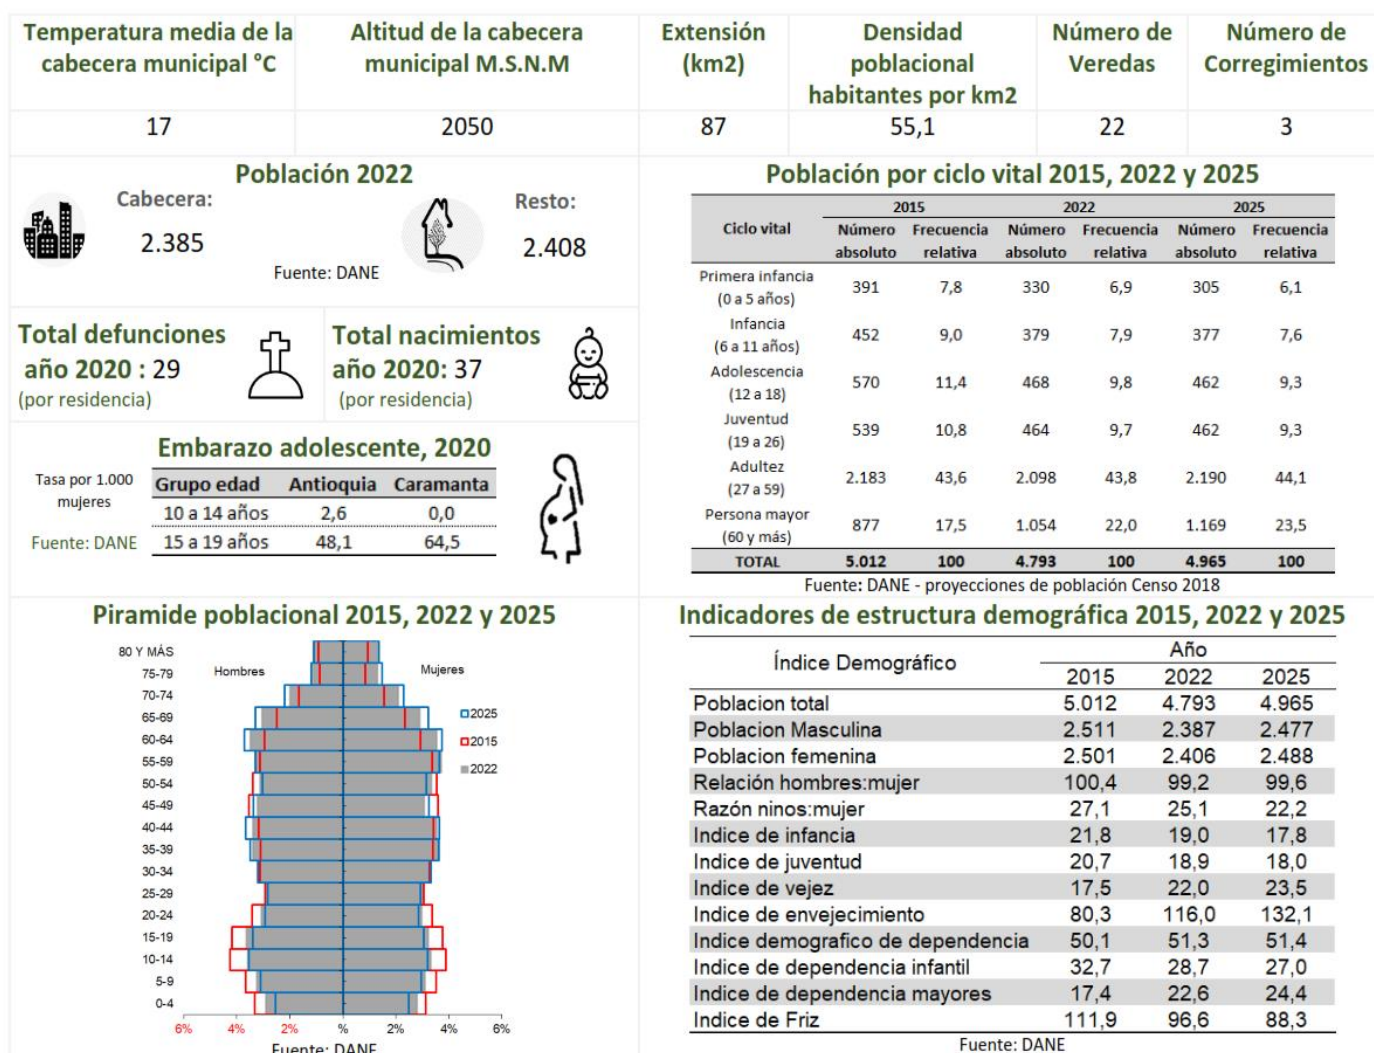 Temperatura media de la cabecera municipal °C
Altitud de la cabecera municipal M.S.N.M
Extensión (km2)
Densidad poblacional habitantes por km2
Número de Veredas
Número de Corregimientos
17 2050 87 55,1 22 3
Población 2022
Cabecera:
2.385
Resto:
2.408
Fuente: DANE
Total defunciones
año 2020 : 29
(por residencia)
Total nacimientos
año 2020: 37
(por residencia)
Embarazo adolescente, 2020
Tasa por 1.000
mujeres
Fuente: DANE
Grupo edad Antioquia Caramanta
10 a 14 años 2,6 0,0
15 a 19 años 48,1 64,5
Población por ciclo vital 2015, 2022 y 2025
Ciclo vital 2015 2022 2025
Número absoluto Frecuencia relativa Número absoluto Frecuencia relativa Número absoluto Frecuencia relativa
Primera infancia (0 a 5 años) 391 7,8 330 6,9 305 6,1
Infancia (6 a 11 años) 452 9,0 379 7,9 377 7,6
Adolescencia (12 a 18) 570 11,4 468 9,8 462 9,3
Juventud (19 a 26) 539 10,8 464 9,7 462 9,3
Adultez (27 a 59) 2.183 43,6 2.098 43,8 2.190 44,1
Persona mayor (60 y más) 877 17,5 1.054 22,0 1.169 23,5
TOTAL 5.012 100 4.793 100 4.965 100
Fuente: DANE - proyecciones de población Censo 2018
Piramide poblacional 2015, 2022 y 2025
Hombres
Mujeres
80 Y MÁS
75-79
70-74
65-69
60-64
55-59
50-54
45-49
40-44
35-39
30-34
25-29
20-24
15-19
10-14
5-9
0-4
2025
2015
2022
6% 4% 2% % 2% 4% 6%
Fuente: DANE
Indicadores de estructura demográfica 2015, 2022 y 2025
Índice Demográfico Año
2015 2022 2025
Poblacion total 5.012 4.793 4.965
Poblacion Masculina 2.511 2.387 2.477
Poblacion femenina 2.501 2.406 2.488
Relación hombres:mujer 100,4 99,2 99,6
Razón ninos:mujer 27,1 25,1 22,2
Indice de infancia 21,8 19,0 17,8
Indice de juventud 20,7 18,9 18,0
Indice de vejez 17,5 22,0 23,5
Indice de envejecimiento 80,3 116,0 132,1
Indice demografico de dependencia 50,1 51,3 51,4
Indice de dependencia infantil 32,7 28,7 27,0
Indice de dependencia mayores 17,4 22,6 24,4
Indice de Friz 111,9 96,6 88,3
Fuente: DANE